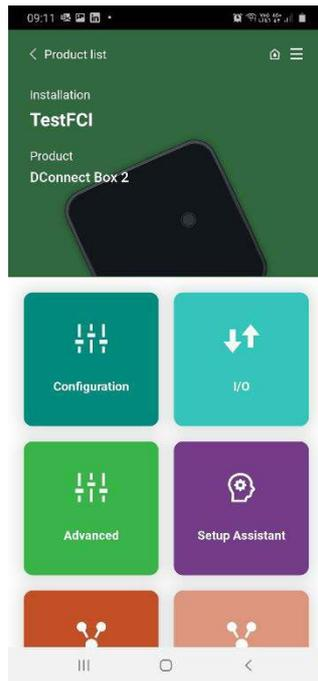 09:11
Product list
Installation
TestFCI
Product
DConnect Box 2
Configuration
I/O
Advanced
Setup Assistant